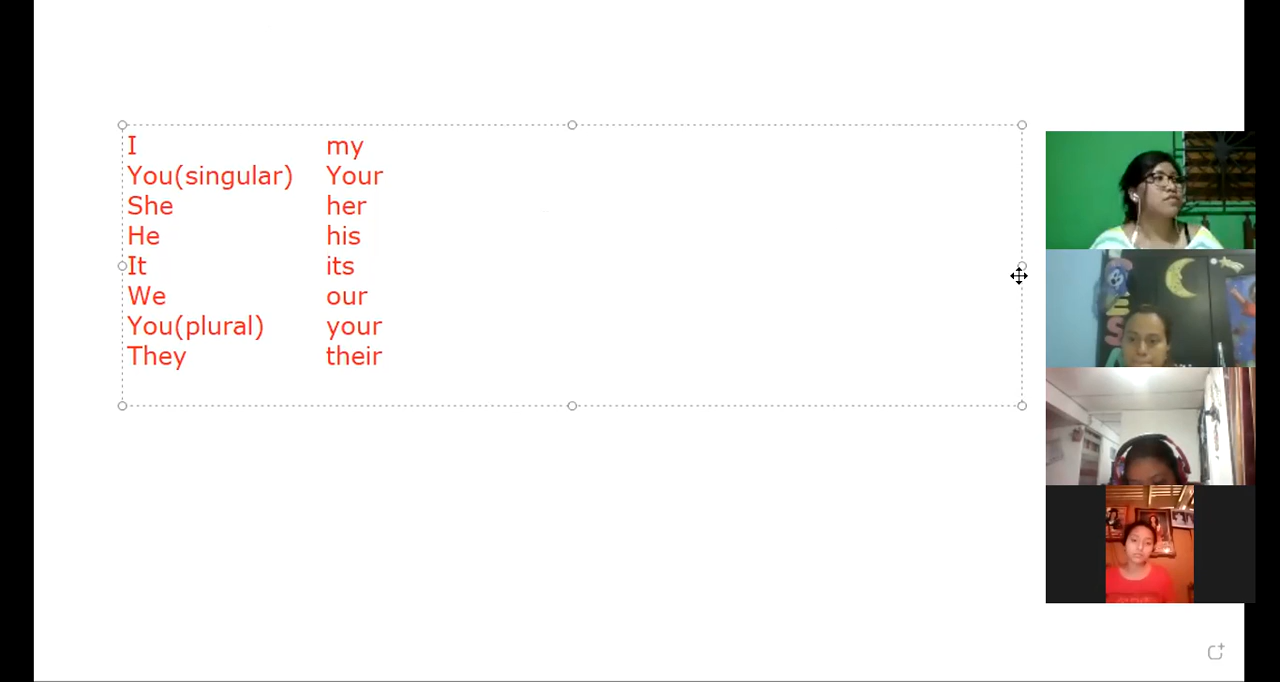 I my
You(singular) Your
She her
He his
It its
We our
You(plural) your
They their